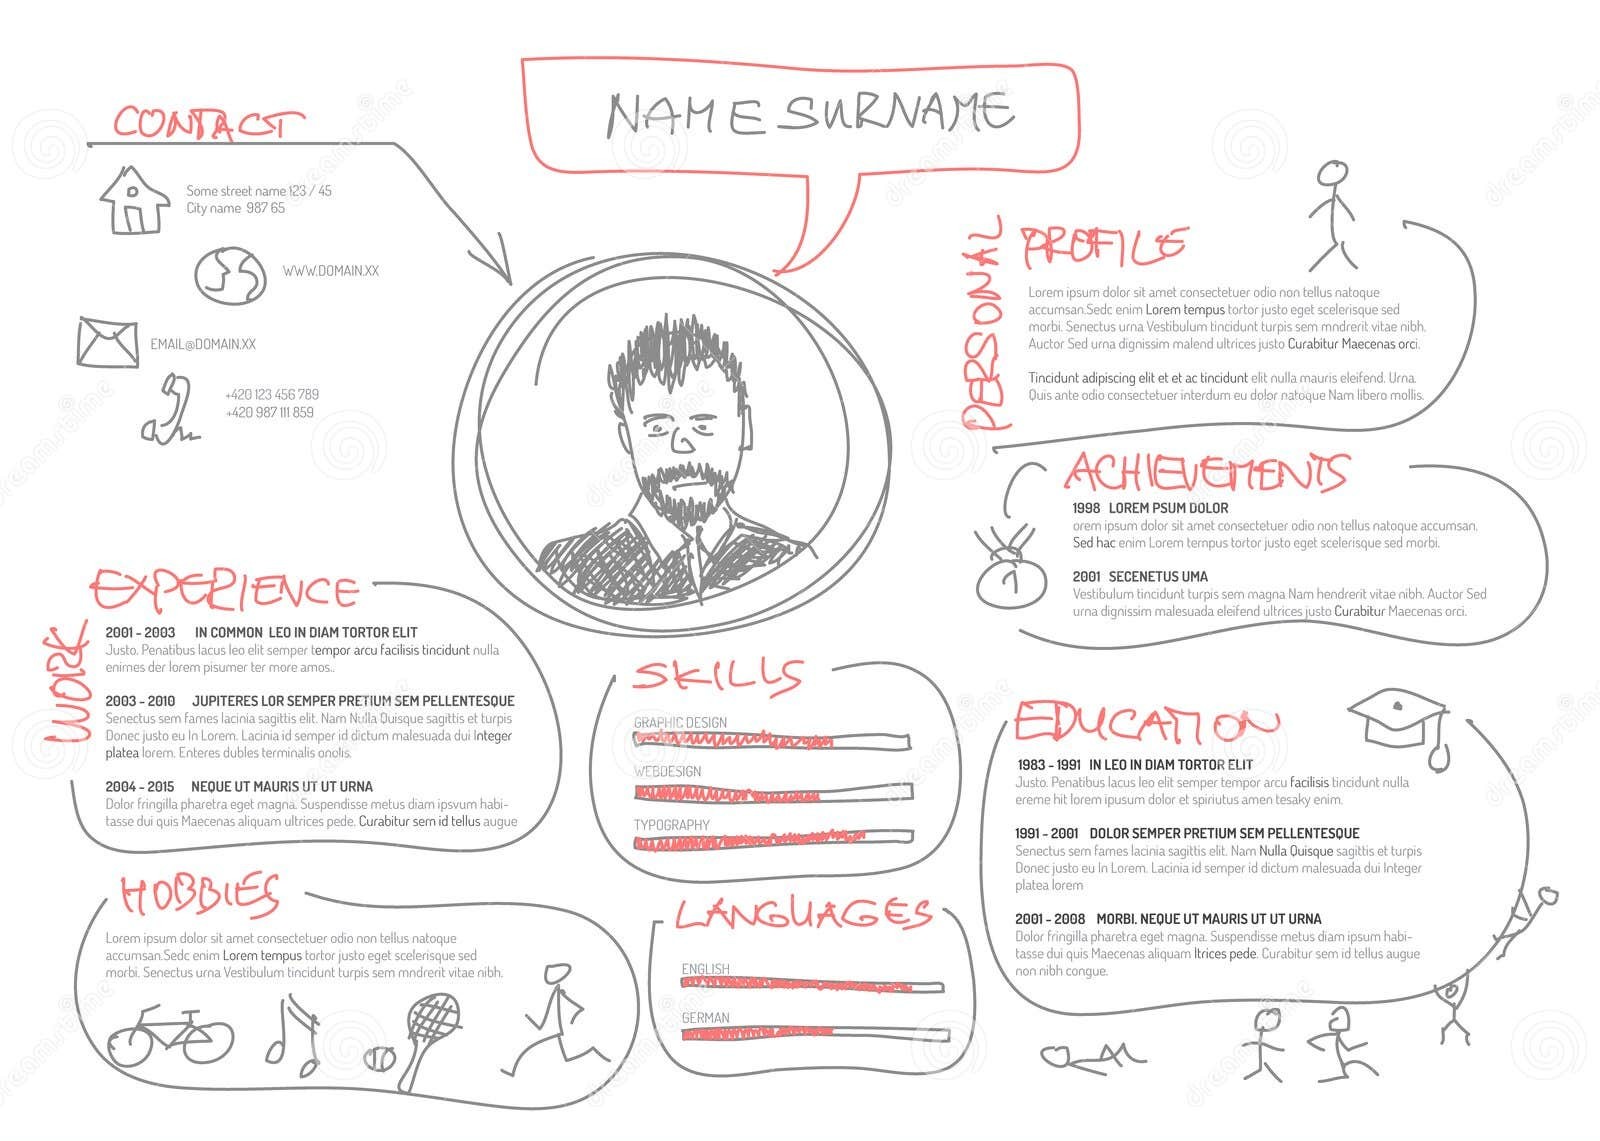 NAME SURNAME
CONTACT
Some street name 123 / 45
City name 987 65
WWW.DOMAIN.XX
EMAIL@DOMAIN.XX
+420 123 456 789
+420 987 111 859
PERSONAL PROFILE
Lorem ipsum dolor sit amet consectetuer odio non tellus natoque
accumsan.Sedc enim Lorem tempus tortor justo eget scelerisque sed
morbi. Senectus urna Vestibulum tincidunt turpis sem mndrerit vitae nibh.
Auctor Sed urna dignissim malend ultrices justo Curabitur Maecenas orci.
Tincidunt adipiscing elit et et ac tincidunt elit nulla mauris eleifend. Urna.
Quis ante odio consectetuer interdum eu dolor natoque Nam libero mollis.
ACHIEVEMENTS
1998 LOREM PSUM DOLOR
orem ipsum dolor sit amet consectetuer odio non tellus natoque accumsan.
Sed hac enim Lorem tempus tortor justo eget scelerisque sed morbi.
1
2001 SECENETUS UMA
Vestibulum tincidunt turpis sem magna Nam hendrerit vitae nibh. Auctor Sed
urna dignissim malesuada eleifend ultrices justo Curabitur Maecenas orci.
WORK EXPERIENCE
2001 - 2003 IN COMMON LEO IN DIAM TORTOR ELIT
Justo. Penatibus lacus leo elit semper tempor arcu facilisis tincidunt nulla
enimes der lorem pisumer ter more amos..
2003 - 2010 JUPITERES LOR SEMPER PRETIUM SEM PELLENTESQUE
Senectus sem fames lacinia sagittis elit. Nam Nulla Quisque sagittis et turpis
Donec justo quis et In Lorem. Lacinia id semper id dictum malesuada dui Integer
platea lorem. Enteres dubles terminalis onolis.
2004 - 2015 NEQUE UT MAURIS UT UT URNA
Dolor fringilla pharetra eget magna. Suspendisse metus diam ipsvum habi-
tasse dui quis Maecenas aliquam ultrices pede. Curabitur sem id tellus augue
SKILLS
GRAPHIC DESIGN
WEBDESIGN
TYPOGRAPHY
EDUCATION
1983 - 1991 IN LEO IN DIAM TORTOR ELIT
Justo. Penatibus lacus leo elit semper tempor arcu facilisis tincidunt nulla
ereme hit lorem ipusum dolor et spiriutus amen tesaky enim.
1991 - 2001 DOLOR SEMPER PRETIUM SEM PELLENTESQUE
Senectus sem fames lacinia sagittis elit. Nam Nulla Quisque sagittis et turpis
Donec justo quis et In Lorem. Lacinia id semper id dictum malesuada dui Integer
platea lorem
2001 - 2008 MORBI. NEQUE UT MAURIS UT UT URNA
Dolor fringilla pharetra eget magna. Suspendisse metus diam ipsum habi-
tasse dui quis Maecenas aliquam ltrices pede. Curabitur sem id tellus augue
non nibh congue.
HOBBIES
Lorem ipsum dolor sit amet consectetuer odio non tellus natoque
accumsan.Sedc enim Lorem tempus tortor justo eget scelerisque sed
morbi. Senectus urna Vestibulum tincidunt turpis sem mndrerit vitae nibh.
LANGUAGES
ENGLISH
GERMAN
dreamstime